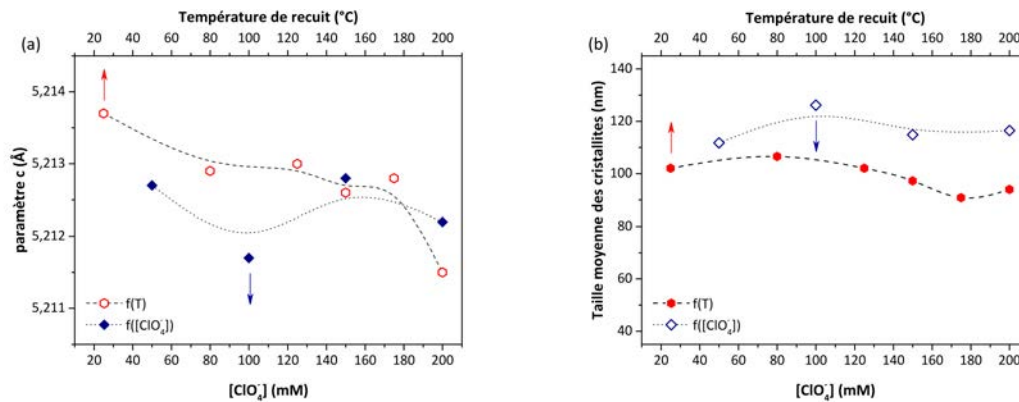 Température de recuit (°C)
(a)
20 40 60 80 100 120 140 160 180 200
5,214
5,213
5,212
5,211
paramètre c (Å)
f(T)
f([ClO₄⁻])
20 40 60 80 100 120 140 160 180 200
[ClO₄⁻] (mM)
Température de recuit (°C)
(b)
20 40 60 80 100 120 140 160 180 200
140
120
100
80
60
40
Taille moyenne des cristallites (nm)
f(T)
f([ClO₄⁻])
20 40 60 80 100 120 140 160 180 200
[ClO₄⁻] (mM)